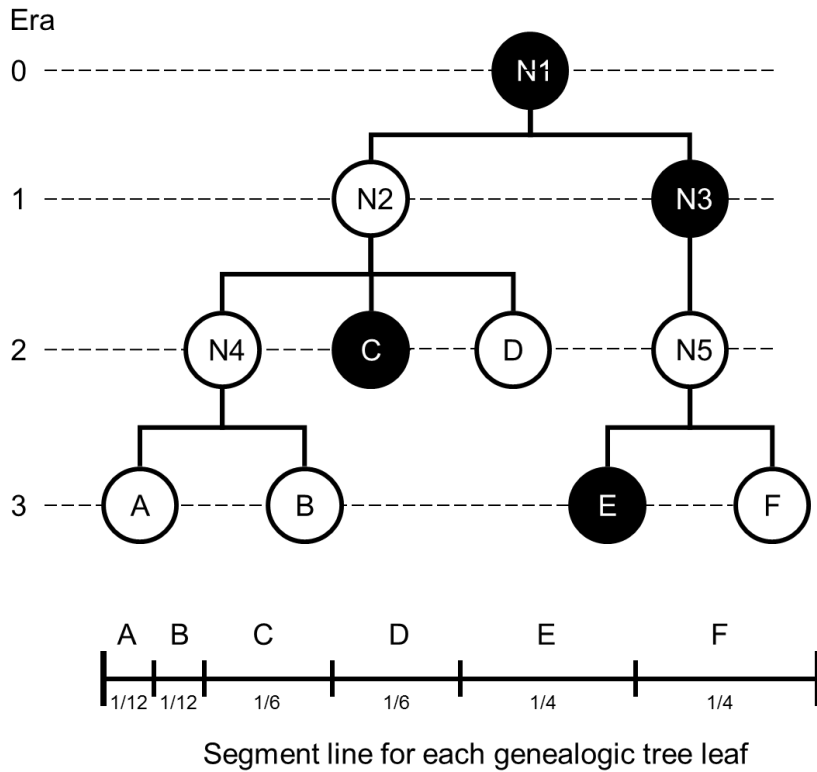 Era
0 N1
1 N2 N3
2 N4 C D N5
3 A B E F
A B C D E F
1/12 1/12 1/6 1/6 1/4 1/4
Segment line for each genealogic tree leaf